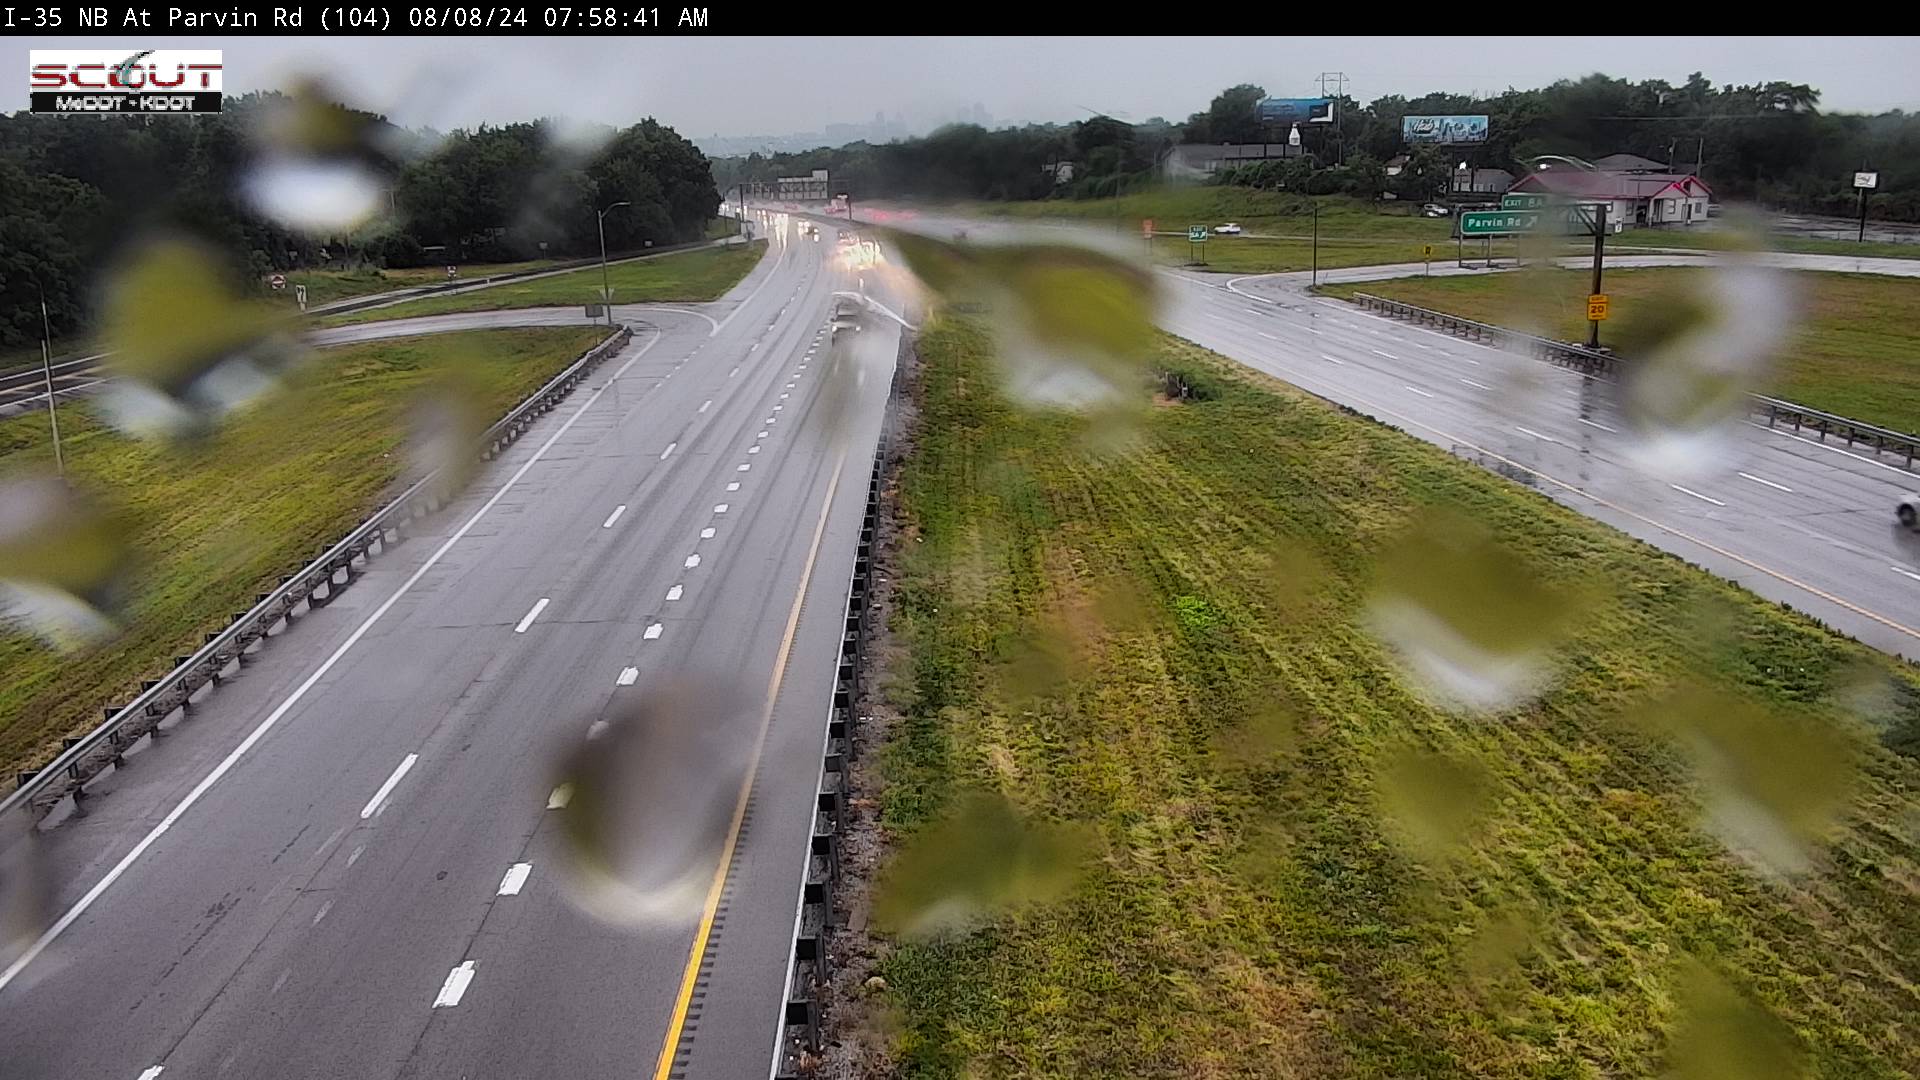 I-35 NB At Parvin Rd (104) 08/08/24 07:58:41 AM
SCOUT
MoDOT - KDOT
EXIT 8A
Parvin Rd
EXIT
20